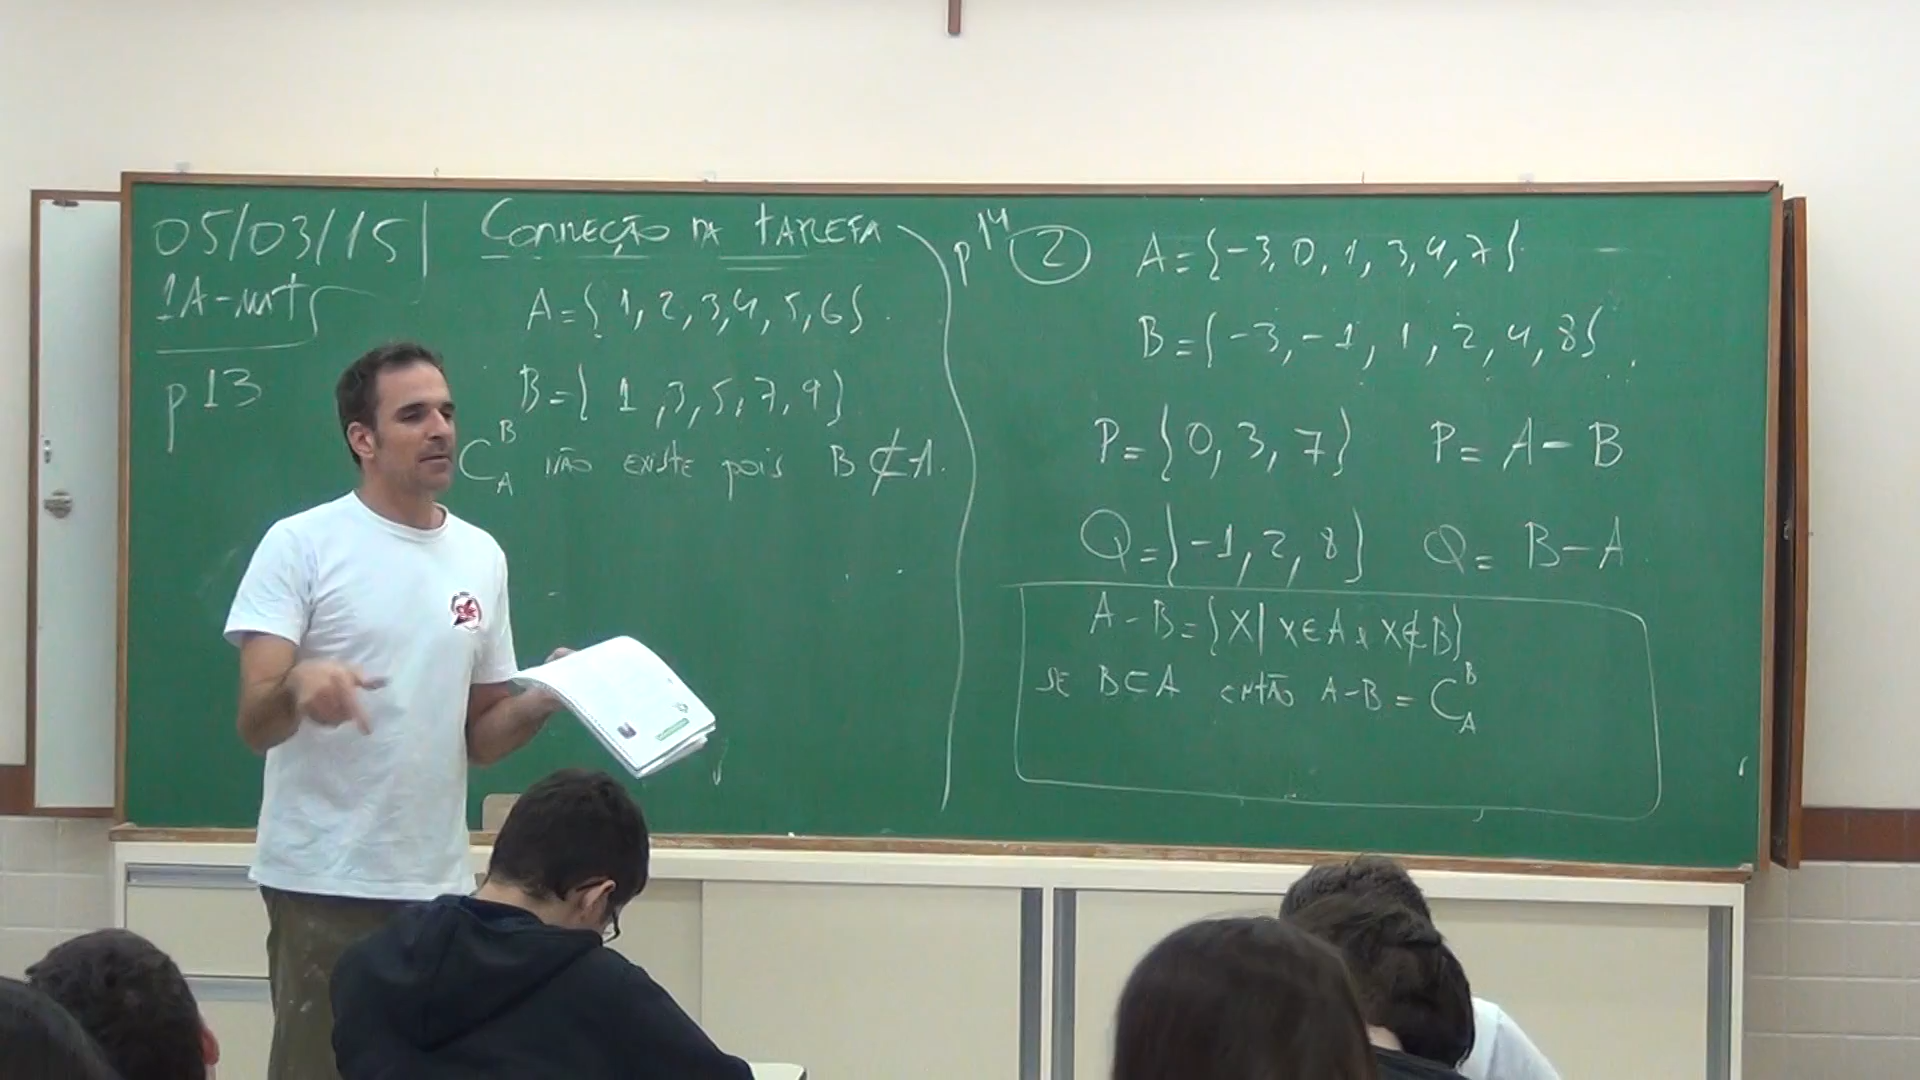 05/03/15
1A-mt
p 13
CORREÇÃO DA TAREFA
A={1,2,3,4,5,6}.
B={1,3,5,7,9}
C_A^B NÃO EXISTE pois B⊄A.
p 14 2 A={-3,0,1,3,4,7}
B={-3,-1,1,2,4,8}
P={0,3,7} P=A-B
Q={-1,2,8} Q=B-A
A-B={X|X∈A e X∉B}
SE B⊂A ENTÃO A-B=C_A^B